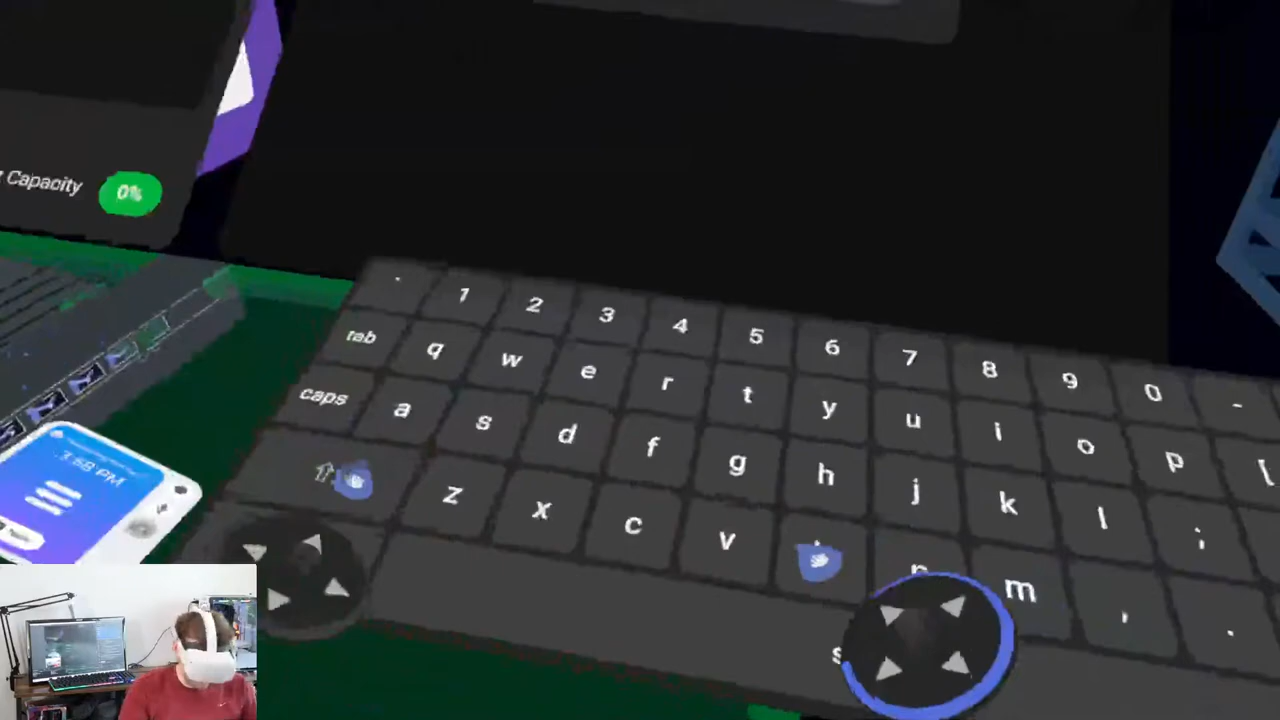 Capacity 0%
` 1 2 3 4 5 6 7 8 9 0 -
tab q w e r t y u i o p [
caps a s d f g h j k l ;
⇧ z x c v m , .
3:58 PM